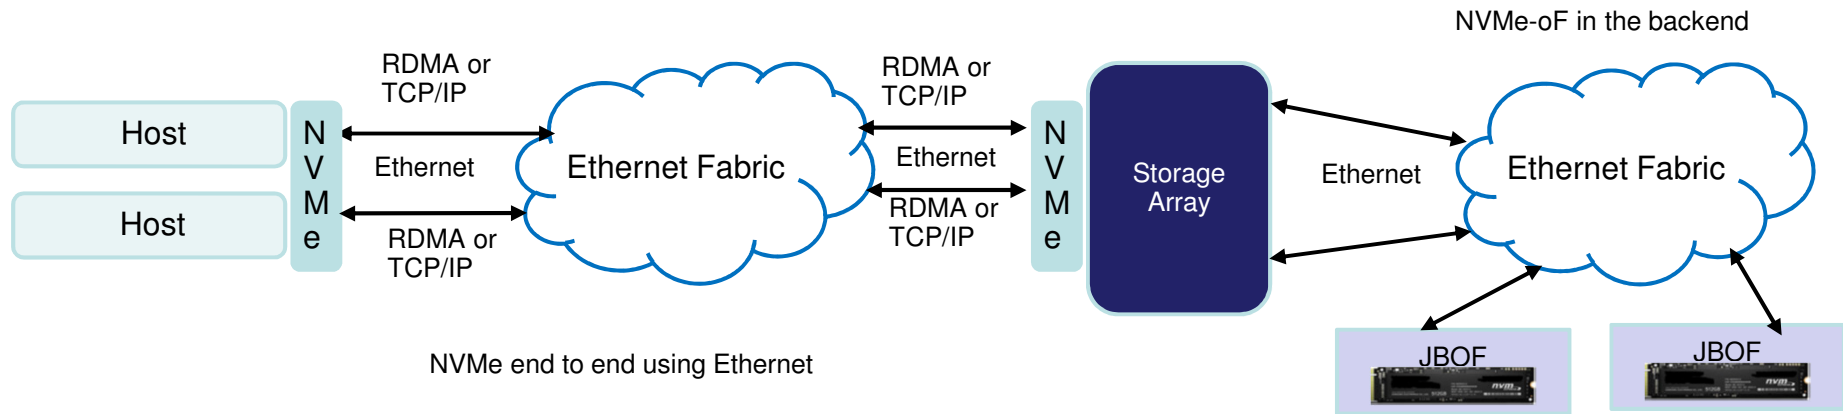 NVMe-oF in the backend
RDMA or
TCP/IP
RDMA or
TCP/IP
Host
N
V
M
e
Ethernet
Ethernet Fabric
Ethernet
N
V
M
e
Storage
Array
Ethernet
Ethernet Fabric
Host
RDMA or
TCP/IP
RDMA or
TCP/IP
NVMe end to end using Ethernet
JBOF
nvm
JBOF
nvm